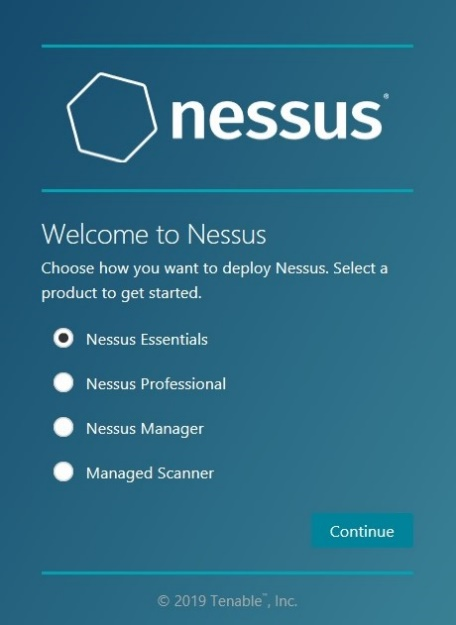 nessus®
Welcome to Nessus
Choose how you want to deploy Nessus. Select a
product to get started.
Nessus Essentials
Nessus Professional
Nessus Manager
Managed Scanner
Continue
© 2019 Tenable™, Inc.